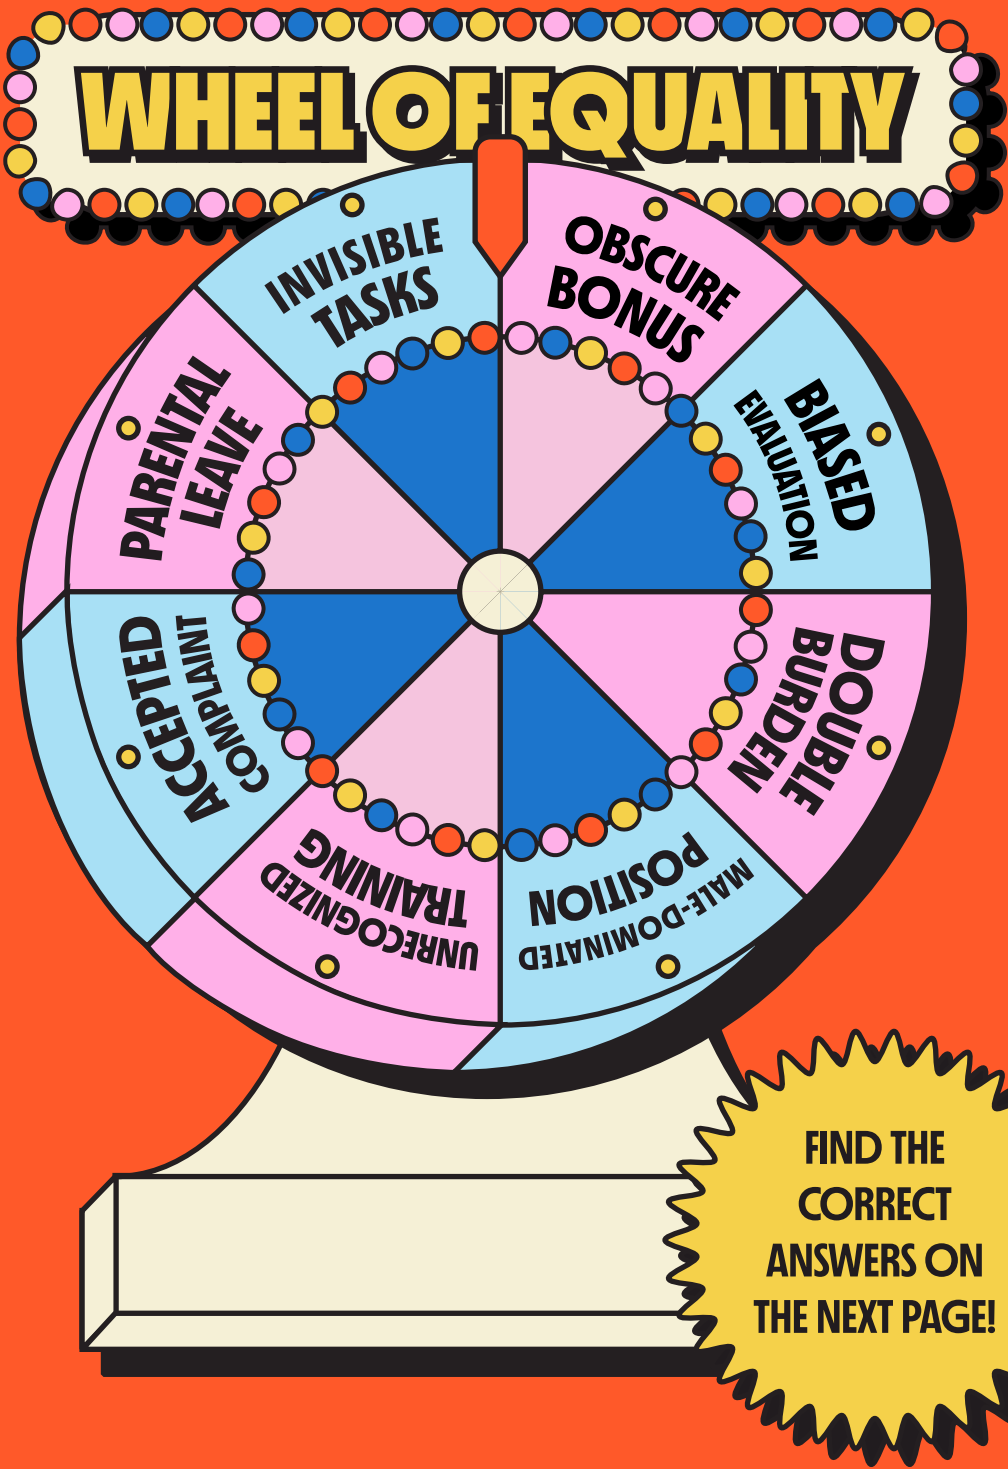 WHEEL OF EQUALITY
OBSCURE
BONUS
BIASED
EVALUATION
DOUBLE
BURDEN
MALE-DOMINATED
POSITION
UNRECOGNIZED
TRAINING
ACCEPTED
COMPLAINT
PARENTAL
LEAVE
INVISIBLE
TASKS
FIND THE
CORRECT
ANSWERS ON
THE NEXT PAGE!